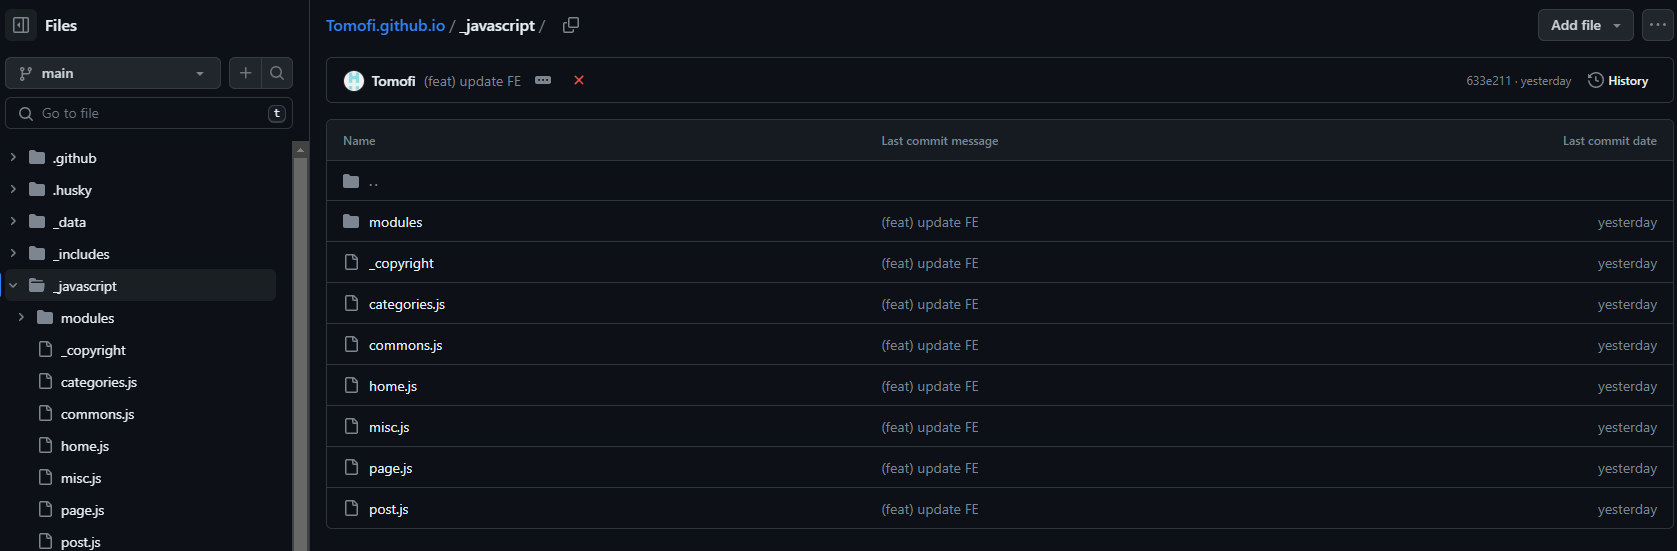 Files
main
Go to file
t
.github
.husky
_data
_includes
_javascript
modules
_copyright
categories.js
commons.js
home.js
misc.js
page.js
post.js
Tomofi.github.io / _javascript /
Add file
Tomofi (feat) update FE
633e211 · yesterday History
Name Last commit message Last commit date
..
modules (feat) update FE yesterday
_copyright (feat) update FE yesterday
categories.js (feat) update FE yesterday
commons.js (feat) update FE yesterday
home.js (feat) update FE yesterday
misc.js (feat) update FE yesterday
page.js (feat) update FE yesterday
post.js (feat) update FE yesterday